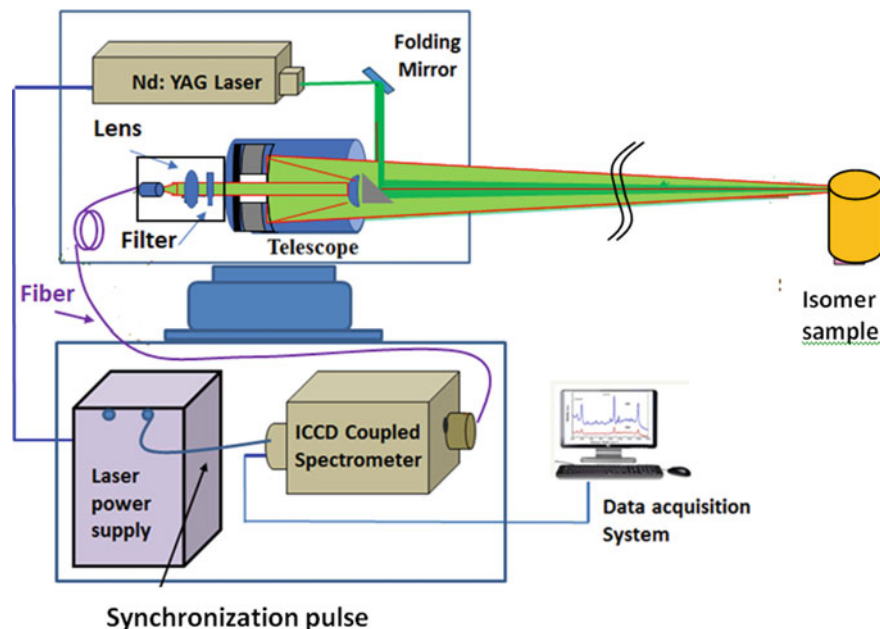 Folding
Mirror
Nd: YAG Laser
Lens
Filter
Telescope
Fiber
Isomer
sample
ICCD Coupled
Spectrometer
Laser
power
supply
Data acquisition
System
Synchronization pulse